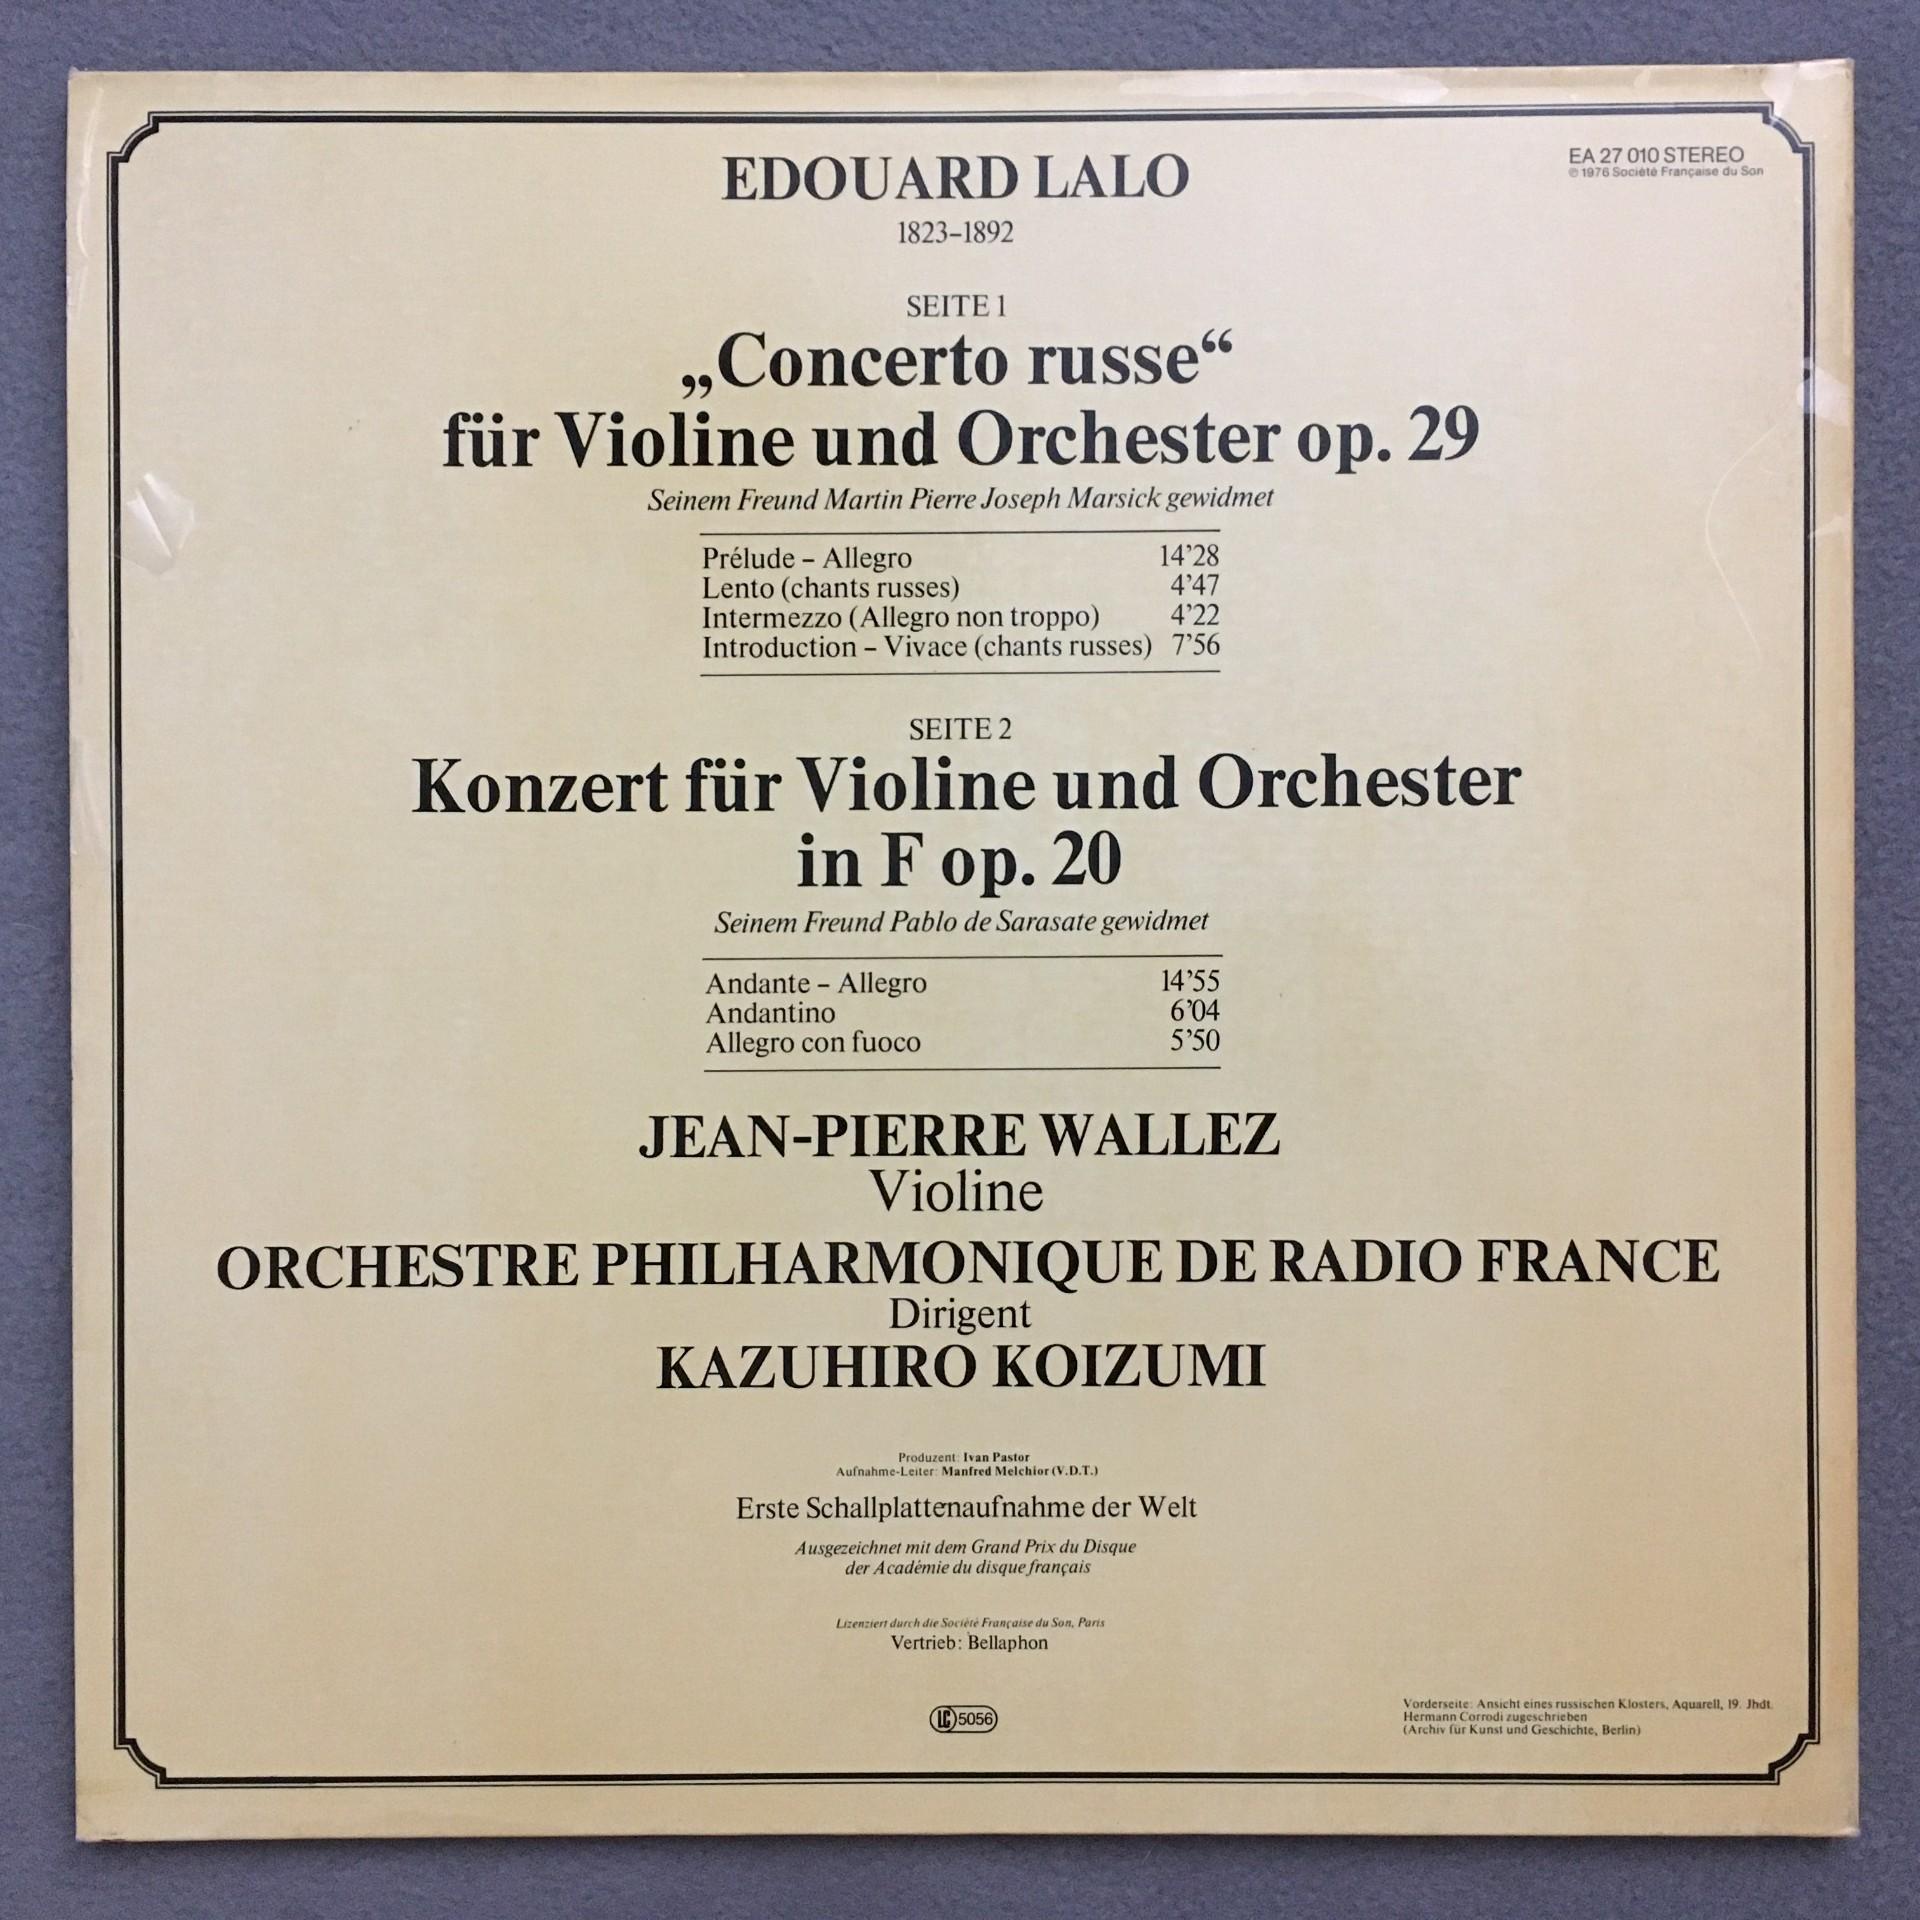 EDOUARD LALO
1823–1892
EA 27 010 STEREO
℗ 1976 Société Française du Son
SEITE 1
„Concerto russe“
für Violine und Orchester op. 29
Seinem Freund Martin Pierre Joseph Marsick gewidmet
Prélude – Allegro 14’28
Lento (chants russes) 4’47
Intermezzo (Allegro non troppo) 4’22
Introduction – Vivace (chants russes) 7’56
SEITE 2
Konzert für Violine und Orchester
in F op. 20
Seinem Freund Pablo de Sarasate gewidmet
Andante – Allegro 14’55
Andantino 6’04
Allegro con fuoco 5’50
JEAN-PIERRE WALLEZ
Violine
ORCHESTRE PHILHARMONIQUE DE RADIO FRANCE
Dirigent
KAZUHIRO KOIZUMI
Produzent: Ivan Pastor
Aufnahme-Leiter: Manfred Melchior (V.D.T.)
Erste Schallplattenaufnahme der Welt
Ausgezeichnet mit dem Grand Prix du Disque
der Académie du disque français
Lizenziert durch die Société Française du Son, Paris
Vertrieb: Bellaphon
LC 5056
Vorderseite: Ansicht eines russischen Klosters, Aquarell, 19. Jhdt.
Hermann Corrodi zugeschrieben
(Archiv für Kunst und Geschichte, Berlin)